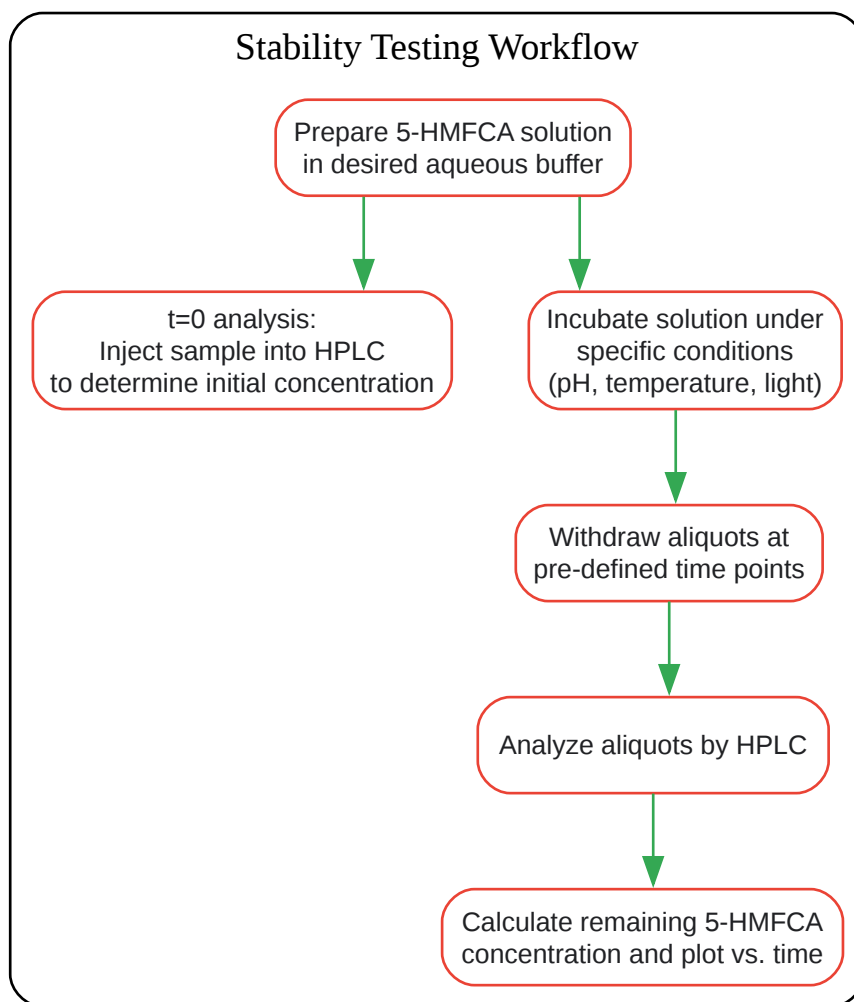 Stability Testing Workflow
Prepare 5-HMFCA solution
in desired aqueous buffer
t=0 analysis:
Inject sample into HPLC
to determine initial concentration
Incubate solution under
specific conditions
(pH, temperature, light)
Withdraw aliquots at
pre-defined time points
Analyze aliquots by HPLC
Calculate remaining 5-HMFCA
concentration and plot vs. time